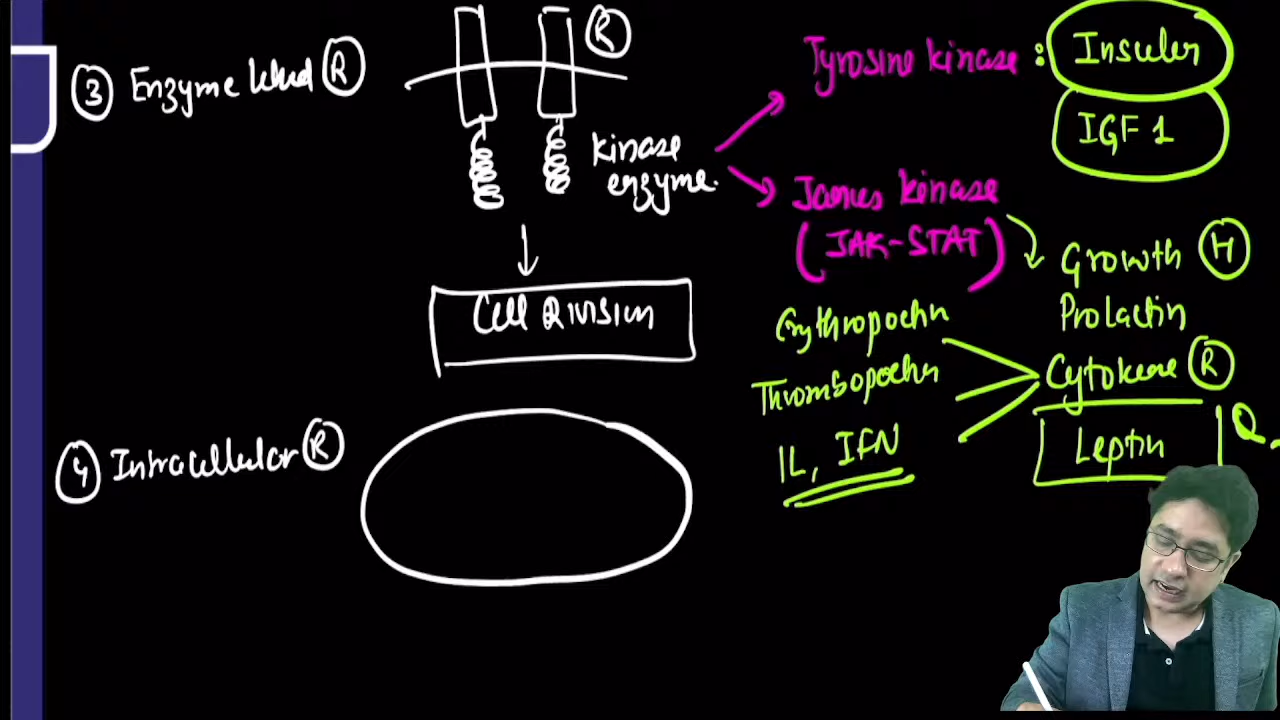 3 Enzyme linked R
R
kinase
enzyme.
Tyrosine kinase : Insulin
IGF 1
Janus kinase
(JAK-STAT)
Growth H
Prolactin
Cytokine R
Leptin
Q
Erythropoetin
Thrombopoetin
IL, IFN
Cell Division
4 Intracellular R